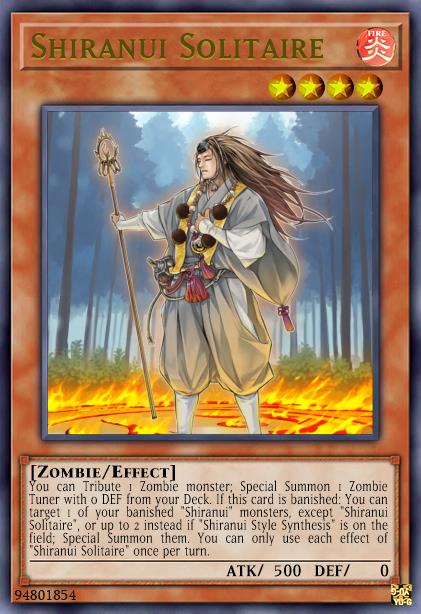 Shiranui Solitaire
FIRE
炎
[Zombie/Effect]
You can Tribute 1 Zombie monster; Special Summon 1 Zombie
Tuner with 0 DEF from your Deck. If this card is banished: You can
target 1 of your banished "Shiranui" monsters, except "Shiranui
Solitaire", or up to 2 instead if "Shiranui Style Synthesis" is on the
field; Special Summon them. You can only use each effect of
"Shiranui Solitaire" once per turn.
ATK/ 500 DEF/ 0
94801854